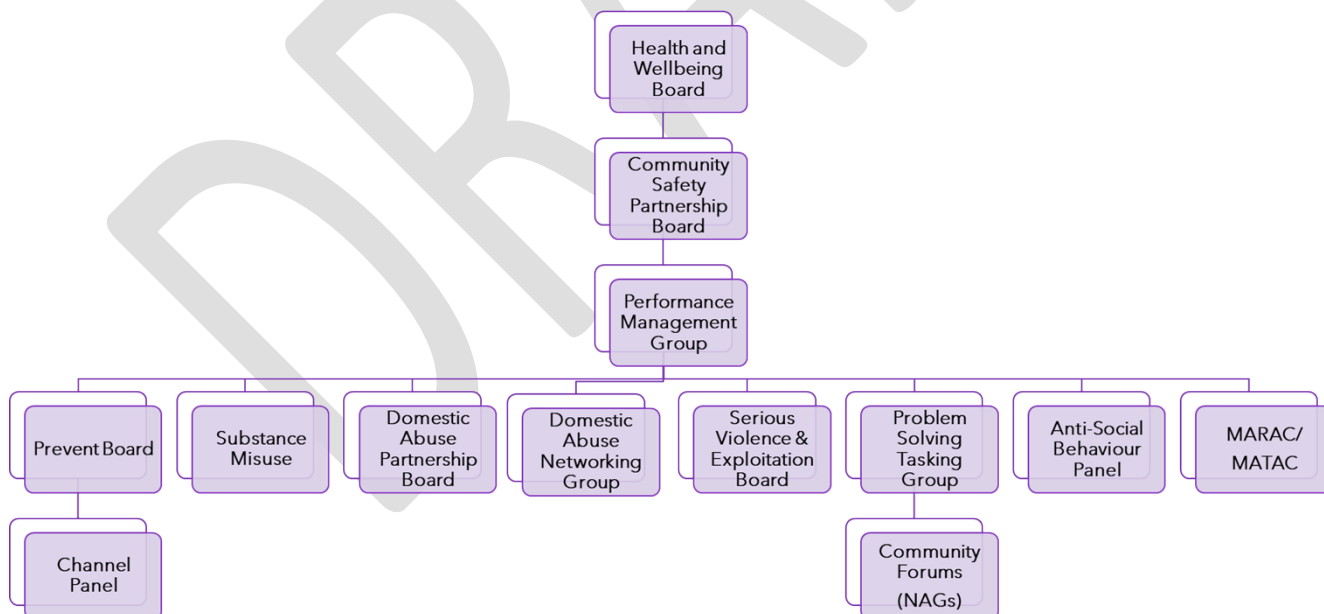 Health and
Wellbeing
Board
Community
Safety
Partnership
Board
Performance
Management
Group
Prevent Board
Substance
Misuse
Domestic
Abuse
Partnership
Board
Domestic
Abuse
Networking
Group
Serious
Violence &
Exploitation
Board
Problem
Solving
Tasking
Group
Anti-Social
Behaviour
Panel
MARAC/
MATAC
Channel
Panel
Community
Forums
(NAGs)